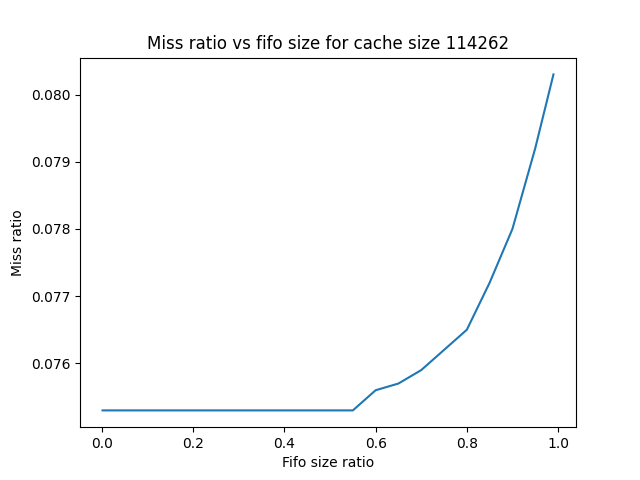 Miss ratio vs fifo size for cache size 114262
0.080
0.079
0.078
0.077
0.076
Miss ratio
0.0 0.2 0.4 0.6 0.8 1.0
Fifo size ratio